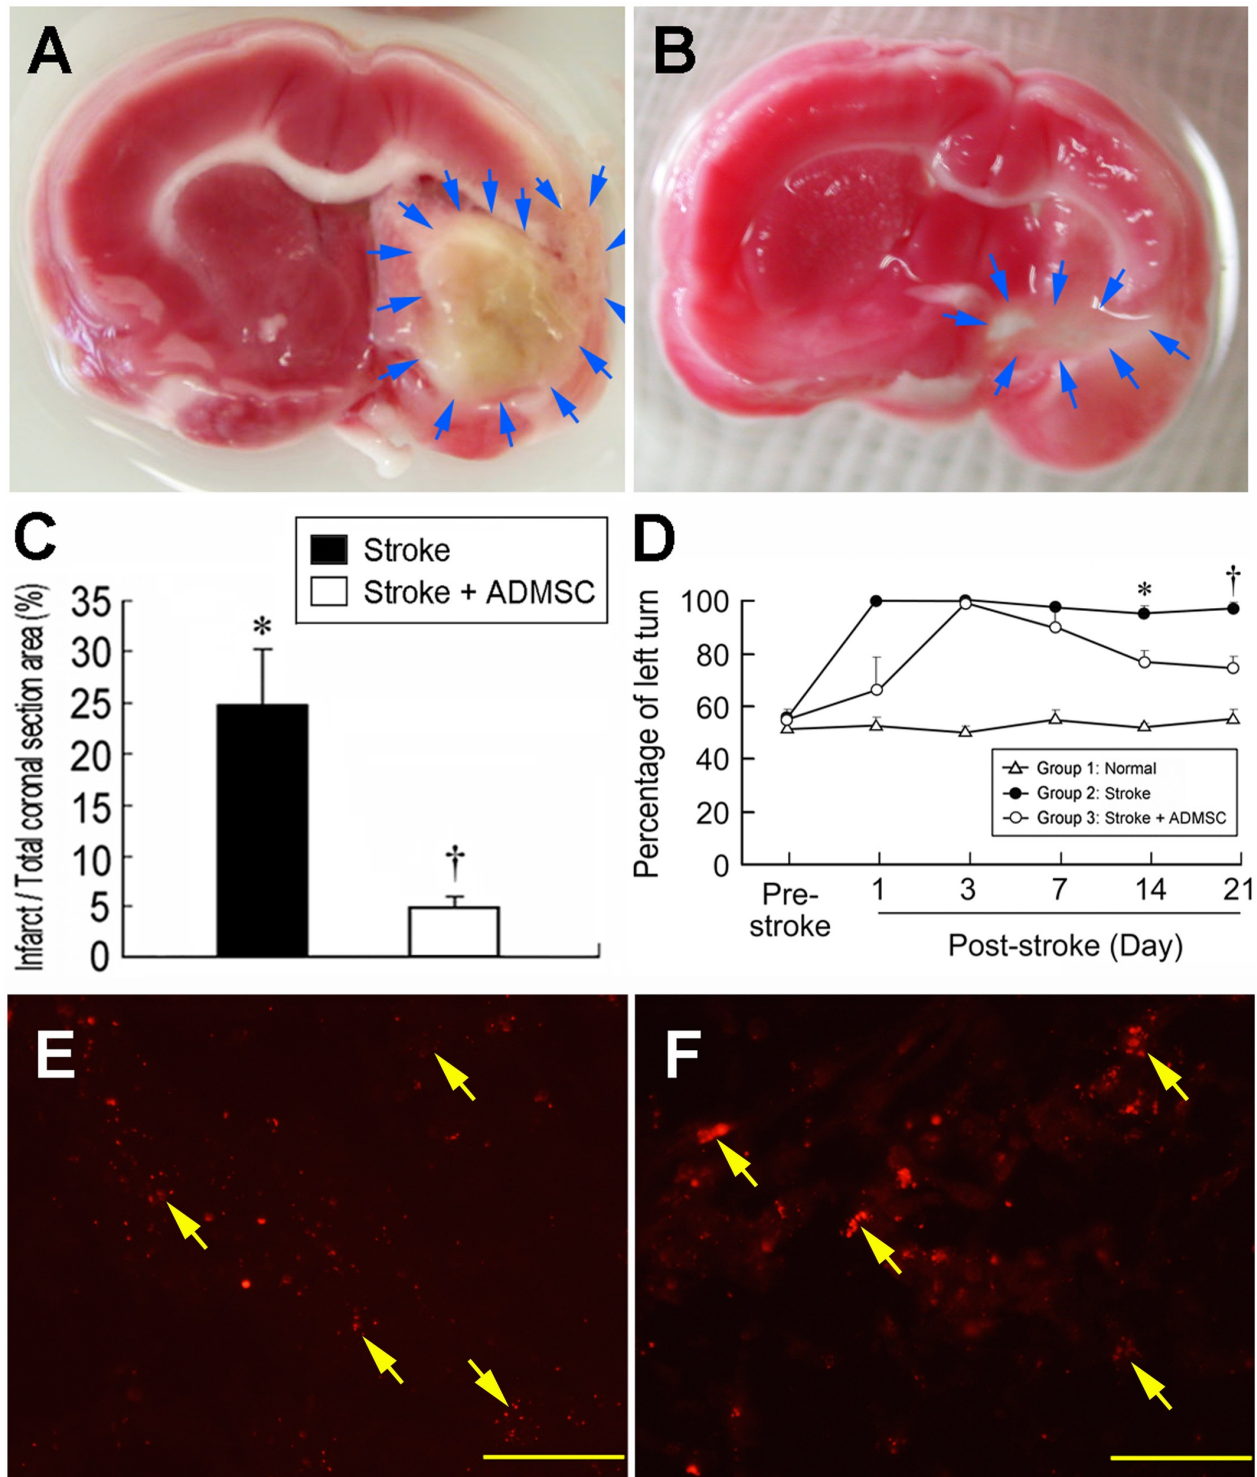 A
B
C
Stroke
Stroke + ADMSC
Infarct / Total coronal section area (%)
35
30
25
20
15
10
5
0
*
†
D
Percentage of left turn
100
80
60
40
20
0
*
†
Group 1: Normal
Group 2: Stroke
Group 3: Stroke + ADMSC
Pre-
stroke
1
3
7
14
21
Post-stroke (Day)
E
F